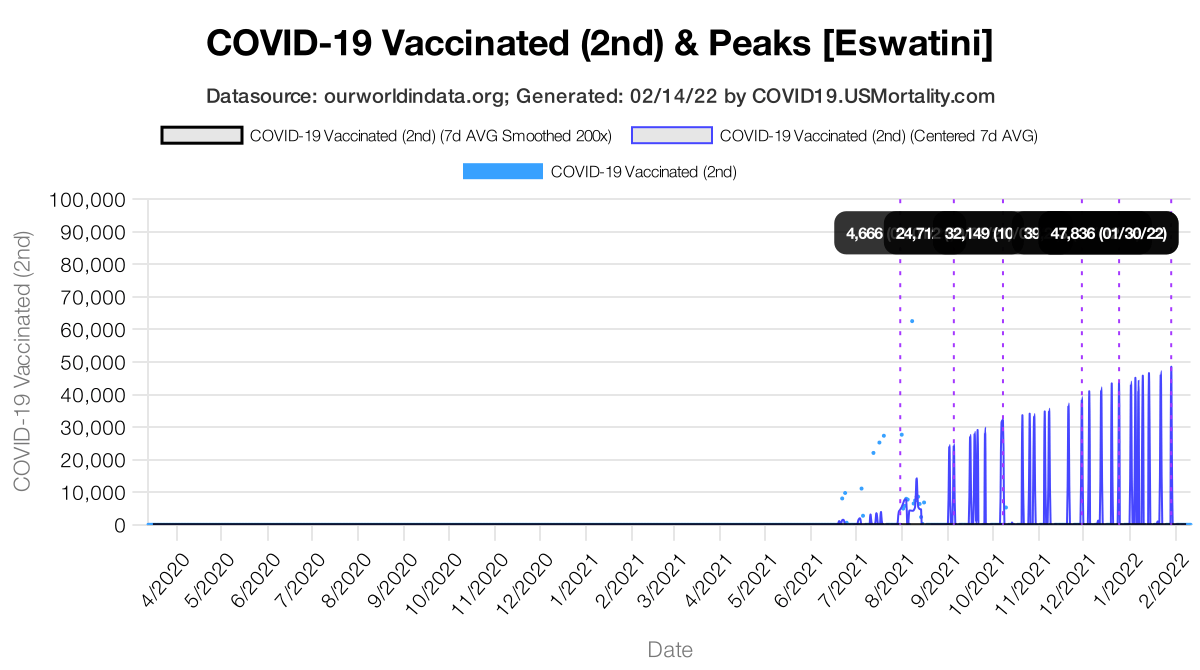 COVID-19 Vaccinated (2nd) & Peaks [Eswatini]
Datasource: ourworldindata.org; Generated: 02/14/22 by COVID19.USMortality.com
COVID-19 Vaccinated (2nd) (7d AVG Smoothed 200x) COVID-19 Vaccinated (2nd) (Centered 7d AVG)
COVID-19 Vaccinated (2nd)
COVID-19 Vaccinated (2nd)
100,000
90,000
80,000
70,000
60,000
50,000
40,000
30,000
20,000
10,000
0
4,666 24,712 32,149 (10/ 39 47,836 (01/30/22)
4/2020 5/2020 6/2020 7/2020 8/2020 9/2020 10/2020 11/2020 12/2020 1/2021 2/2021 3/2021 4/2021 5/2021 6/2021 7/2021 8/2021 9/2021 10/2021 11/2021 12/2021 1/2022 2/2022
Date